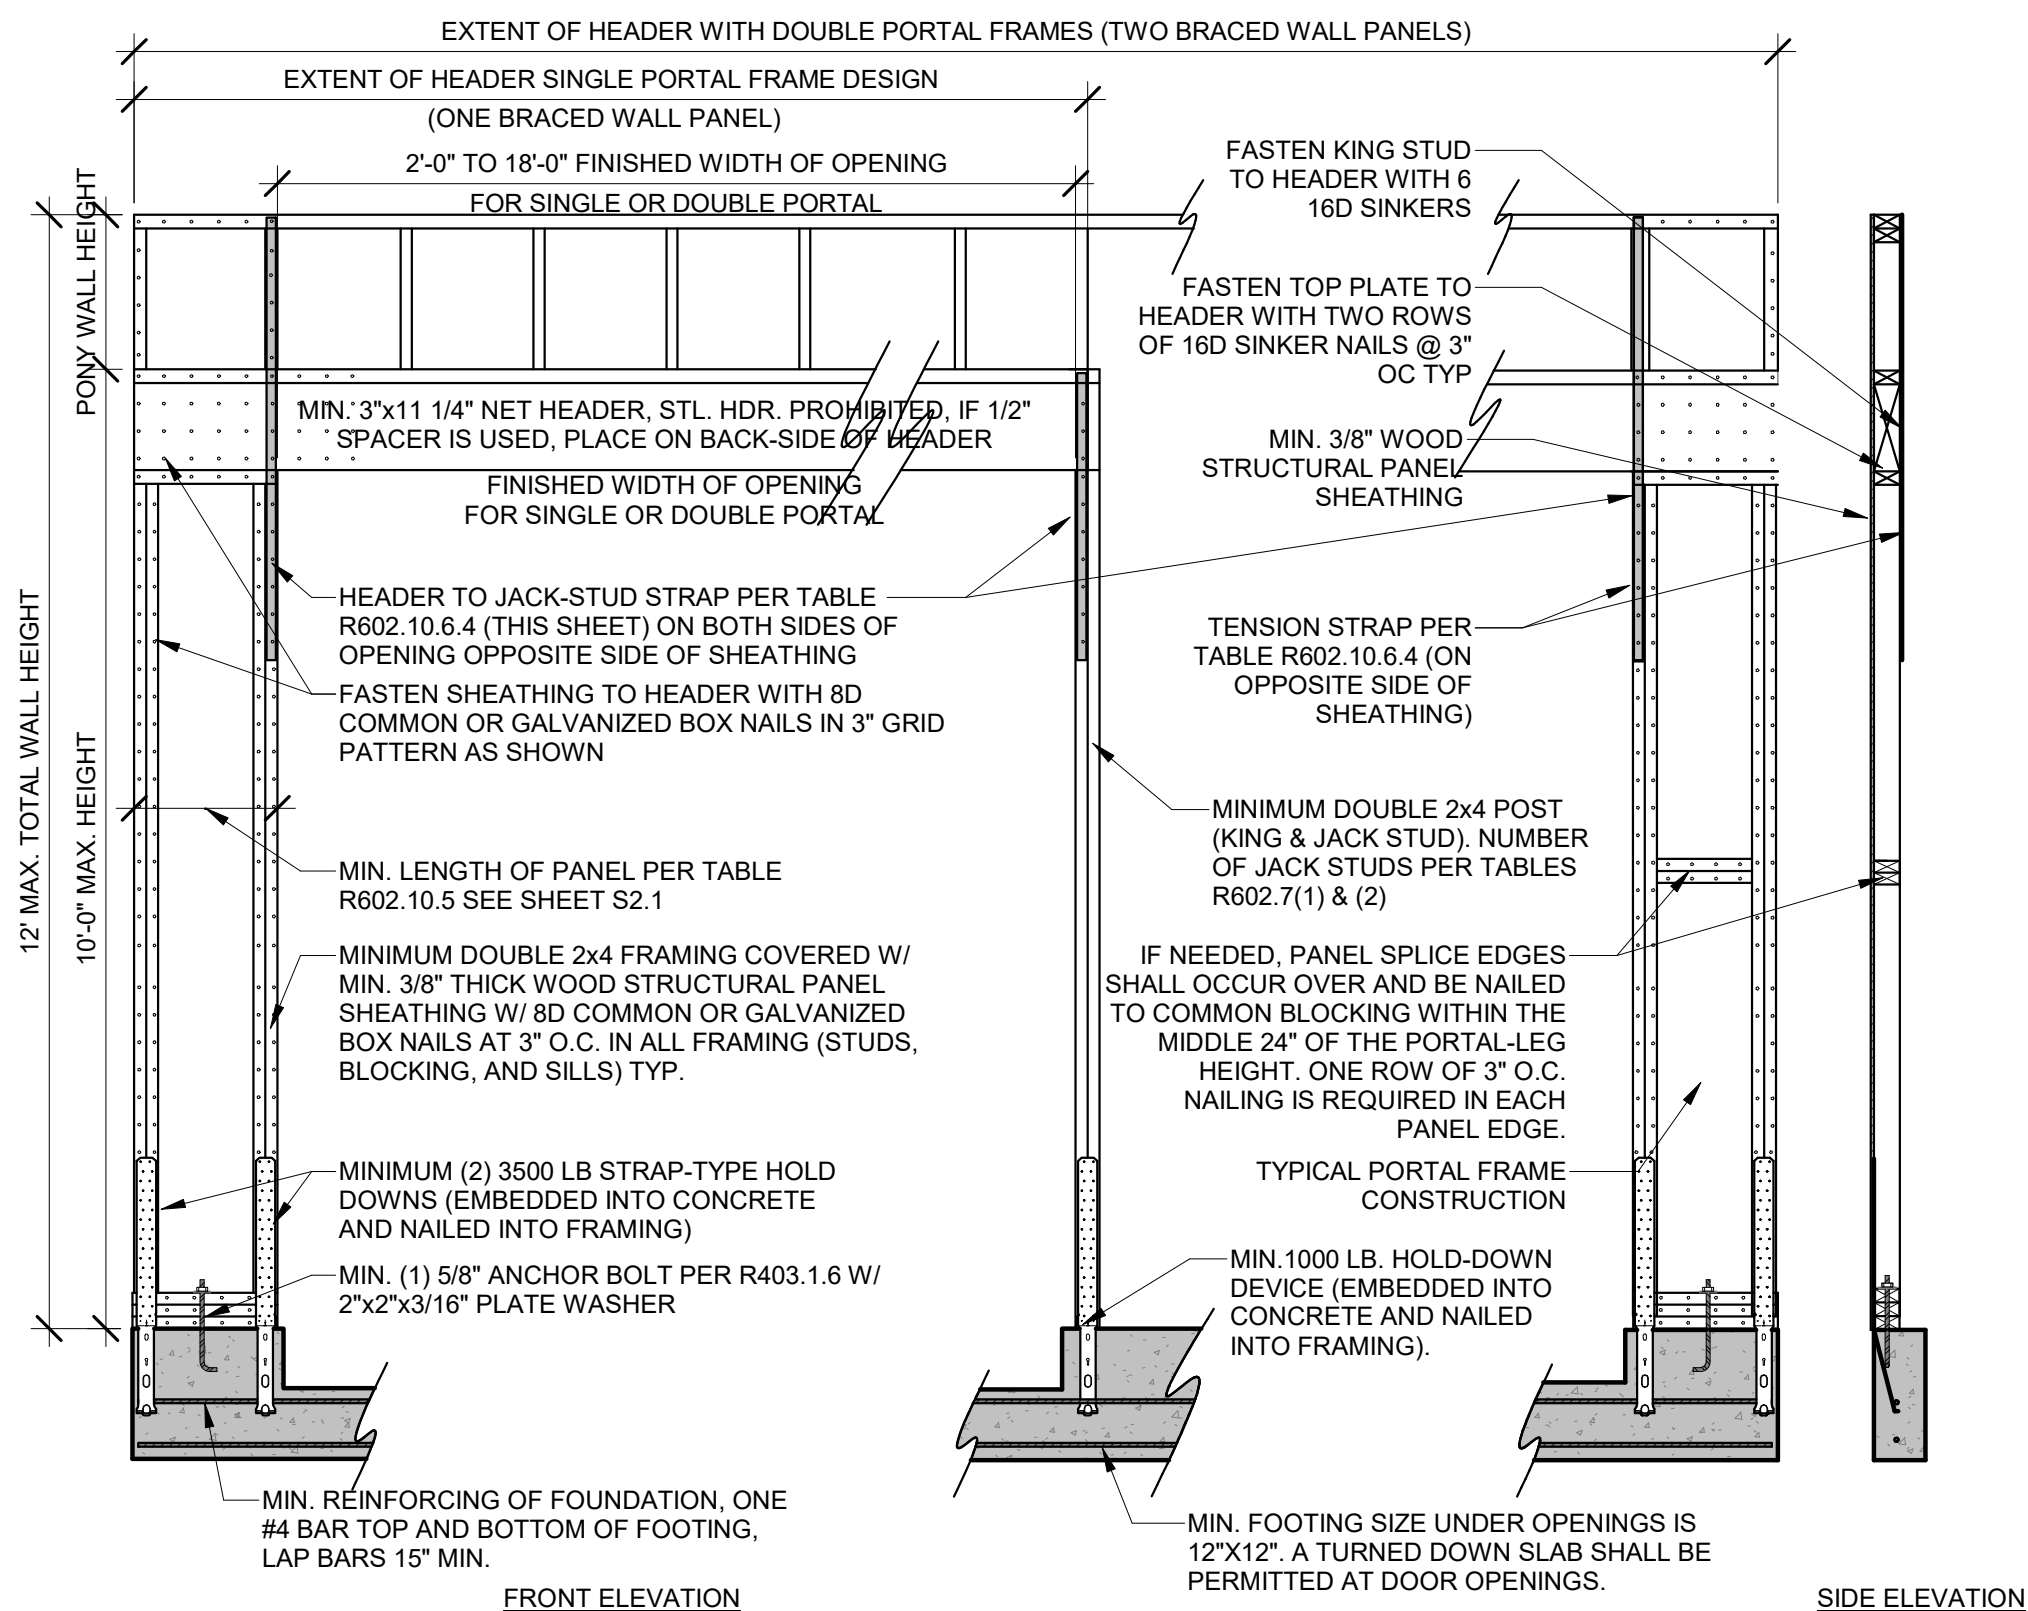 EXTENT OF HEADER WITH DOUBLE PORTAL FRAMES (TWO BRACED WALL PANELS)
EXTENT OF HEADER SINGLE PORTAL FRAME DESIGN
(ONE BRACED WALL PANEL)
2'-0" TO 18'-0" FINISHED WIDTH OF OPENING
FOR SINGLE OR DOUBLE PORTAL
FASTEN KING STUD
TO HEADER WITH 6
16D SINKERS
PONY WALL HEIGHT
FASTEN TOP PLATE TO
HEADER WITH TWO ROWS
OF 16D SINKER NAILS @ 3"
OC TYP
MIN. 3"x11 1/4" NET HEADER, STL. HDR. PROHIBITED, IF 1/2"
SPACER IS USED, PLACE ON BACK-SIDE OF HEADER
MIN. 3/8" WOOD
STRUCTURAL PANEL
SHEATHING
FINISHED WIDTH OF OPENING
FOR SINGLE OR DOUBLE PORTAL
12' MAX. TOTAL WALL HEIGHT
10'-0" MAX. HEIGHT
HEADER TO JACK-STUD STRAP PER TABLE
R602.10.6.4 (THIS SHEET) ON BOTH SIDES OF
OPENING OPPOSITE SIDE OF SHEATHING
TENSION STRAP PER
TABLE R602.10.6.4 (ON
OPPOSITE SIDE OF
SHEATHING)
FASTEN SHEATHING TO HEADER WITH 8D
COMMON OR GALVANIZED BOX NAILS IN 3" GRID
PATTERN AS SHOWN
MINIMUM DOUBLE 2x4 POST
(KING & JACK STUD). NUMBER
OF JACK STUDS PER TABLES
R602.7(1) & (2)
MIN. LENGTH OF PANEL PER TABLE
R602.10.5 SEE SHEET S2.1
MINIMUM DOUBLE 2x4 FRAMING COVERED W/
MIN. 3/8" THICK WOOD STRUCTURAL PANEL
SHEATHING W/ 8D COMMON OR GALVANIZED
BOX NAILS AT 3" O.C. IN ALL FRAMING (STUDS,
BLOCKING, AND SILLS) TYP.
IF NEEDED, PANEL SPLICE EDGES
SHALL OCCUR OVER AND BE NAILED
TO COMMON BLOCKING WITHIN THE
MIDDLE 24" OF THE PORTAL-LEG
HEIGHT. ONE ROW OF 3" O.C.
NAILING IS REQUIRED IN EACH
PANEL EDGE.
MINIMUM (2) 3500 LB STRAP-TYPE HOLD
DOWNS (EMBEDDED INTO CONCRETE
AND NAILED INTO FRAMING)
TYPICAL PORTAL FRAME
CONSTRUCTION
MIN. (1) 5/8" ANCHOR BOLT PER R403.1.6 W/
2"x2"x3/16" PLATE WASHER
MIN.1000 LB. HOLD-DOWN
DEVICE (EMBEDDED INTO
CONCRETE AND NAILED
INTO FRAMING).
MIN. REINFORCING OF FOUNDATION, ONE
#4 BAR TOP AND BOTTOM OF FOOTING,
LAP BARS 15" MIN.
MIN. FOOTING SIZE UNDER OPENINGS IS
12"X12". A TURNED DOWN SLAB SHALL BE
PERMITTED AT DOOR OPENINGS.
FRONT ELEVATION
SIDE ELEVATION